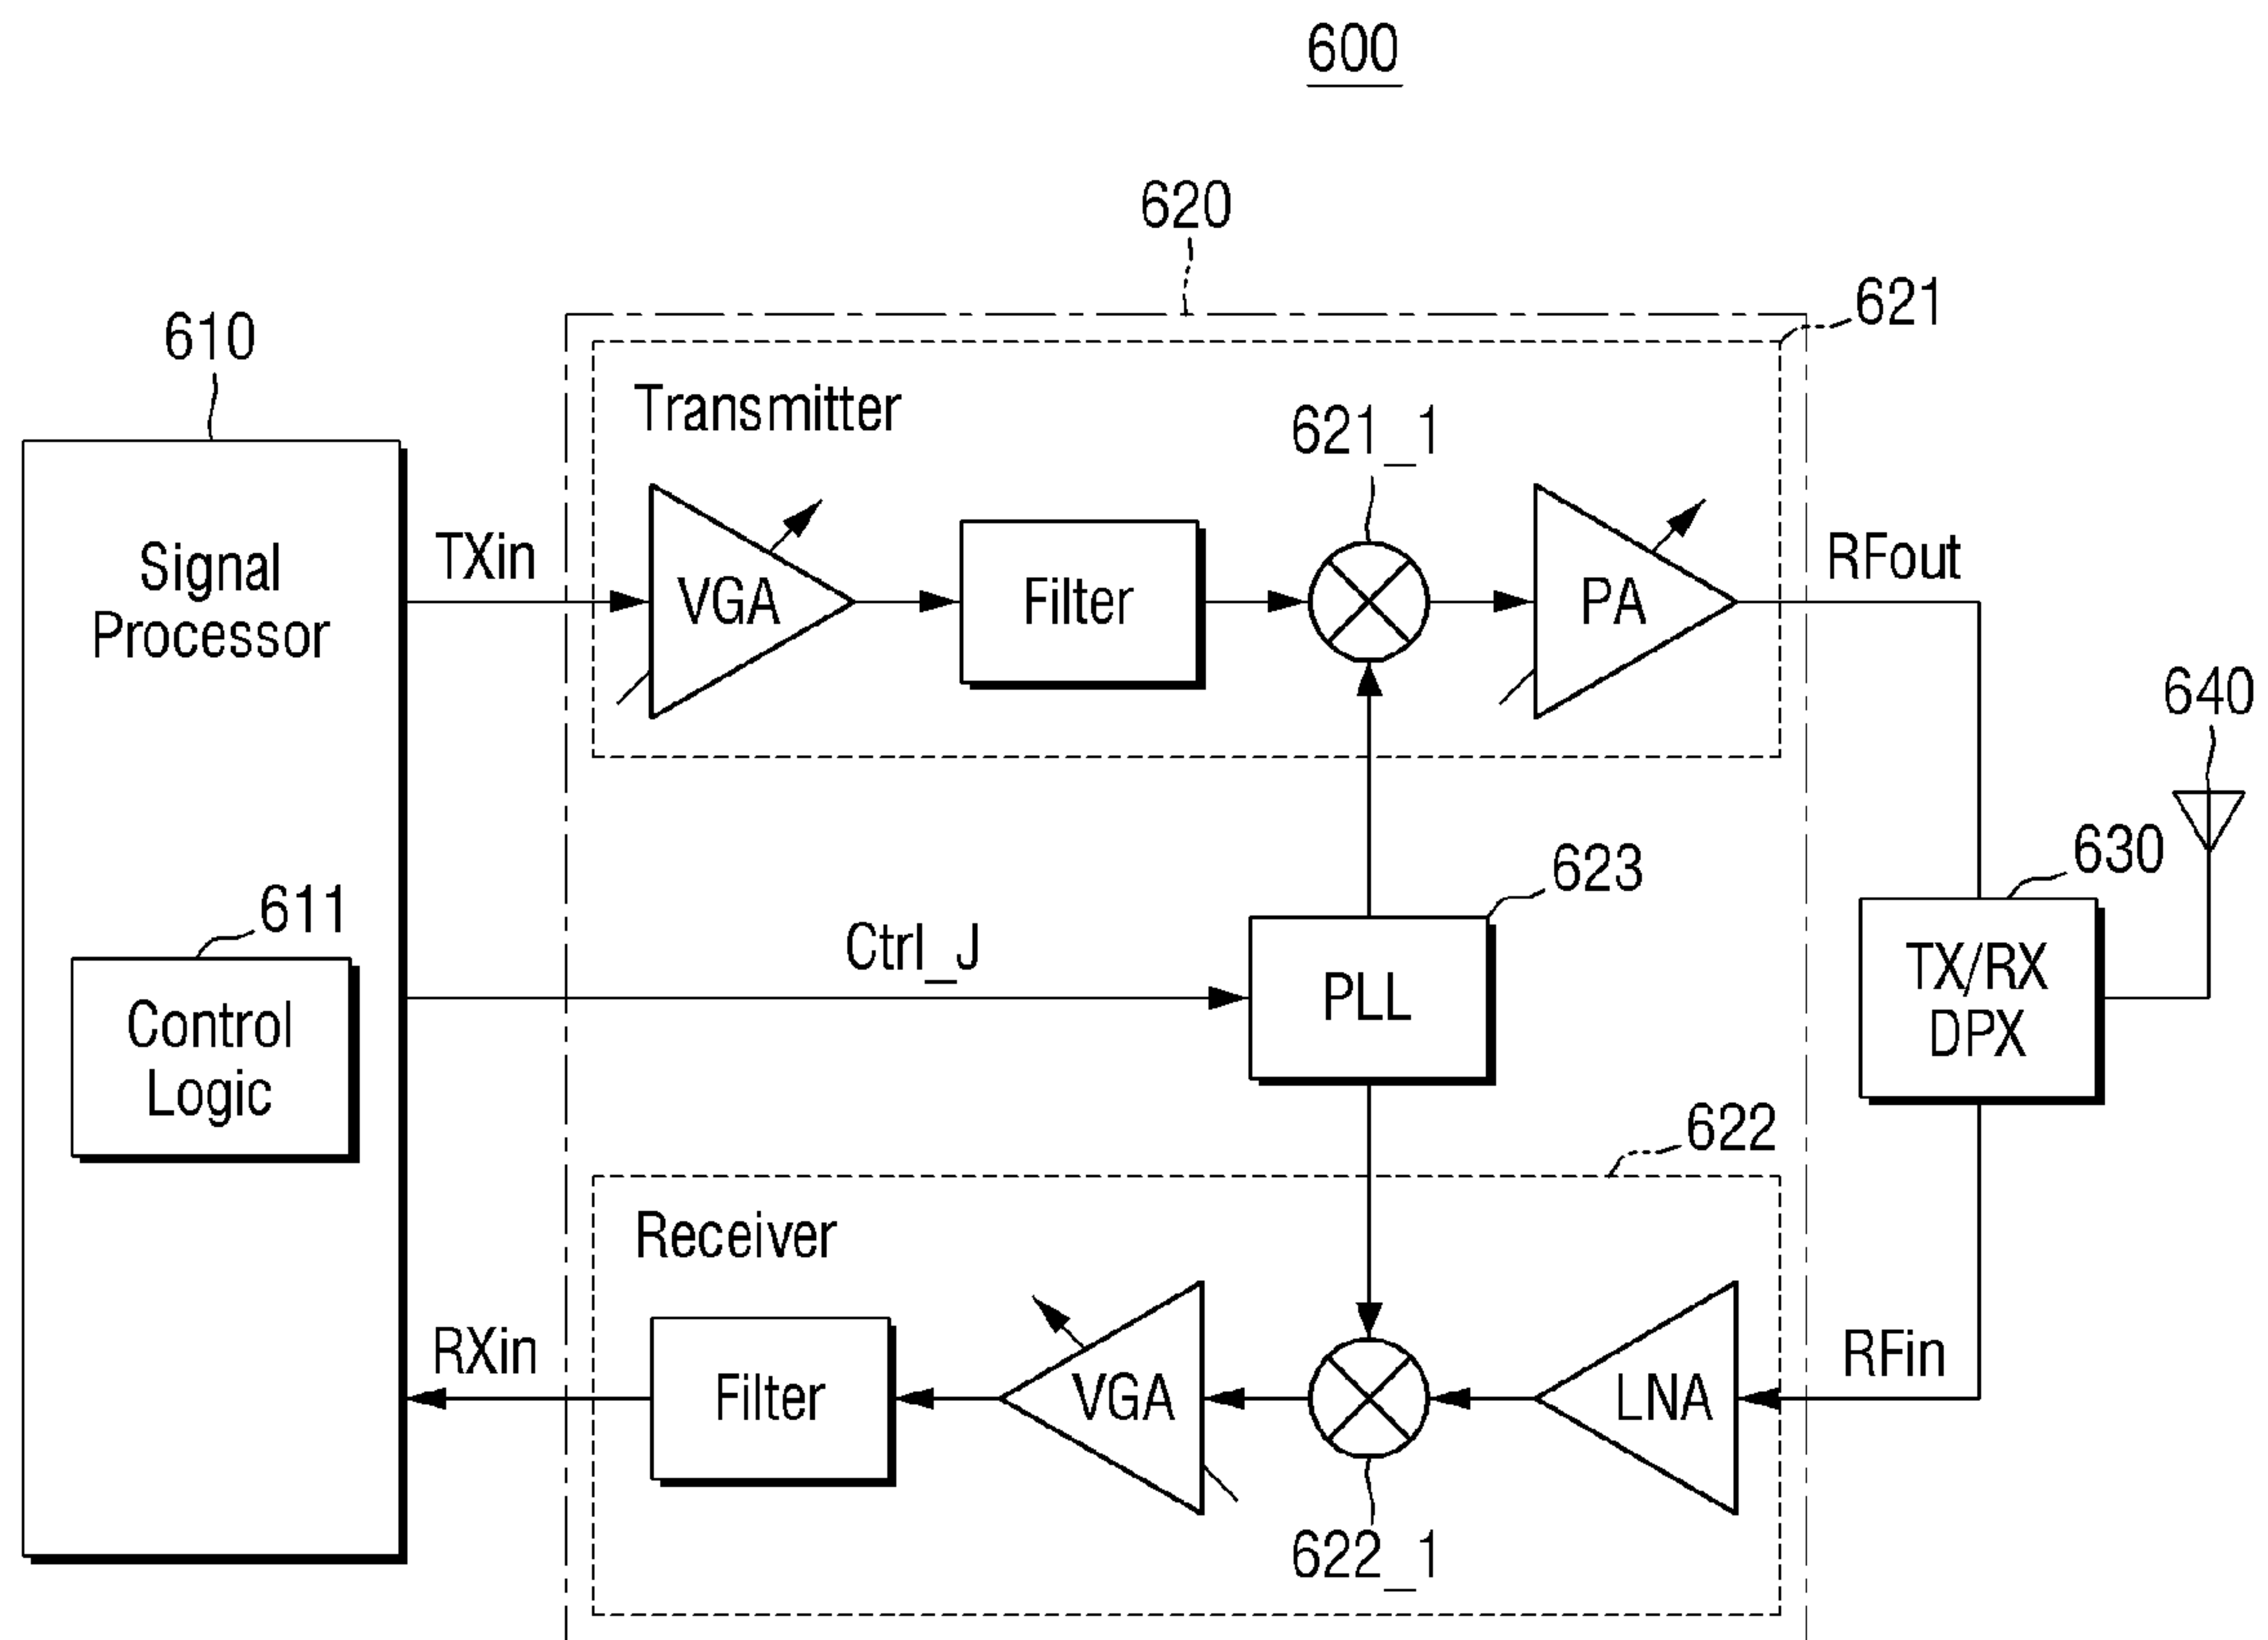 600
620
621
610
Transmitter
621_1
TXin
VGA
Filter
PA
RFout
Signal
Processor
640
630
623
611
Ctrl_J
PLL
TX/RX
DPX
Control
Logic
622
Receiver
RXin
Filter
VGA
LNA
RFin
622_1